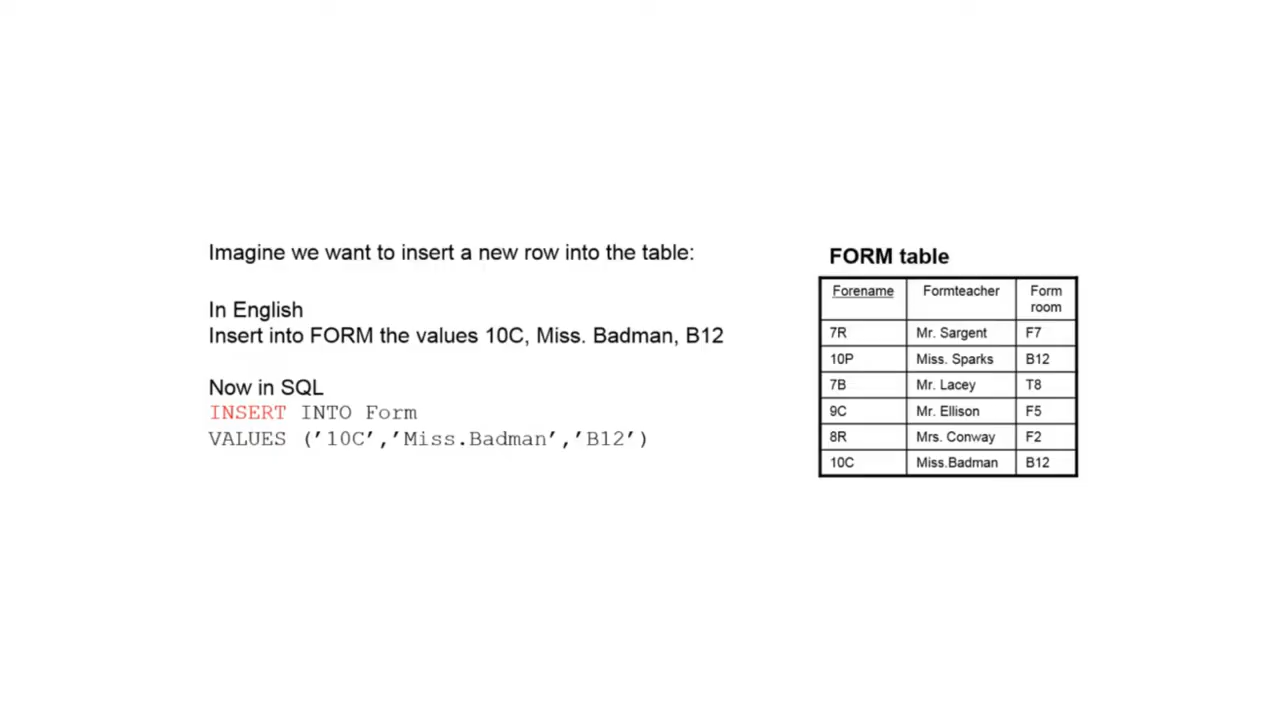 Imagine we want to insert a new row into the table:
In English
Insert into FORM the values 10C, Miss. Badman, B12
Now in SQL
INSERT INTO Form
VALUES (’10C’,’Miss.Badman’,’B12’)
FORM table
Forename Formteacher Form room
7R Mr. Sargent F7
10P Miss. Sparks B12
7B Mr. Lacey T8
9C Mr. Ellison F5
8R Mrs. Conway F2
10C Miss.Badman B12